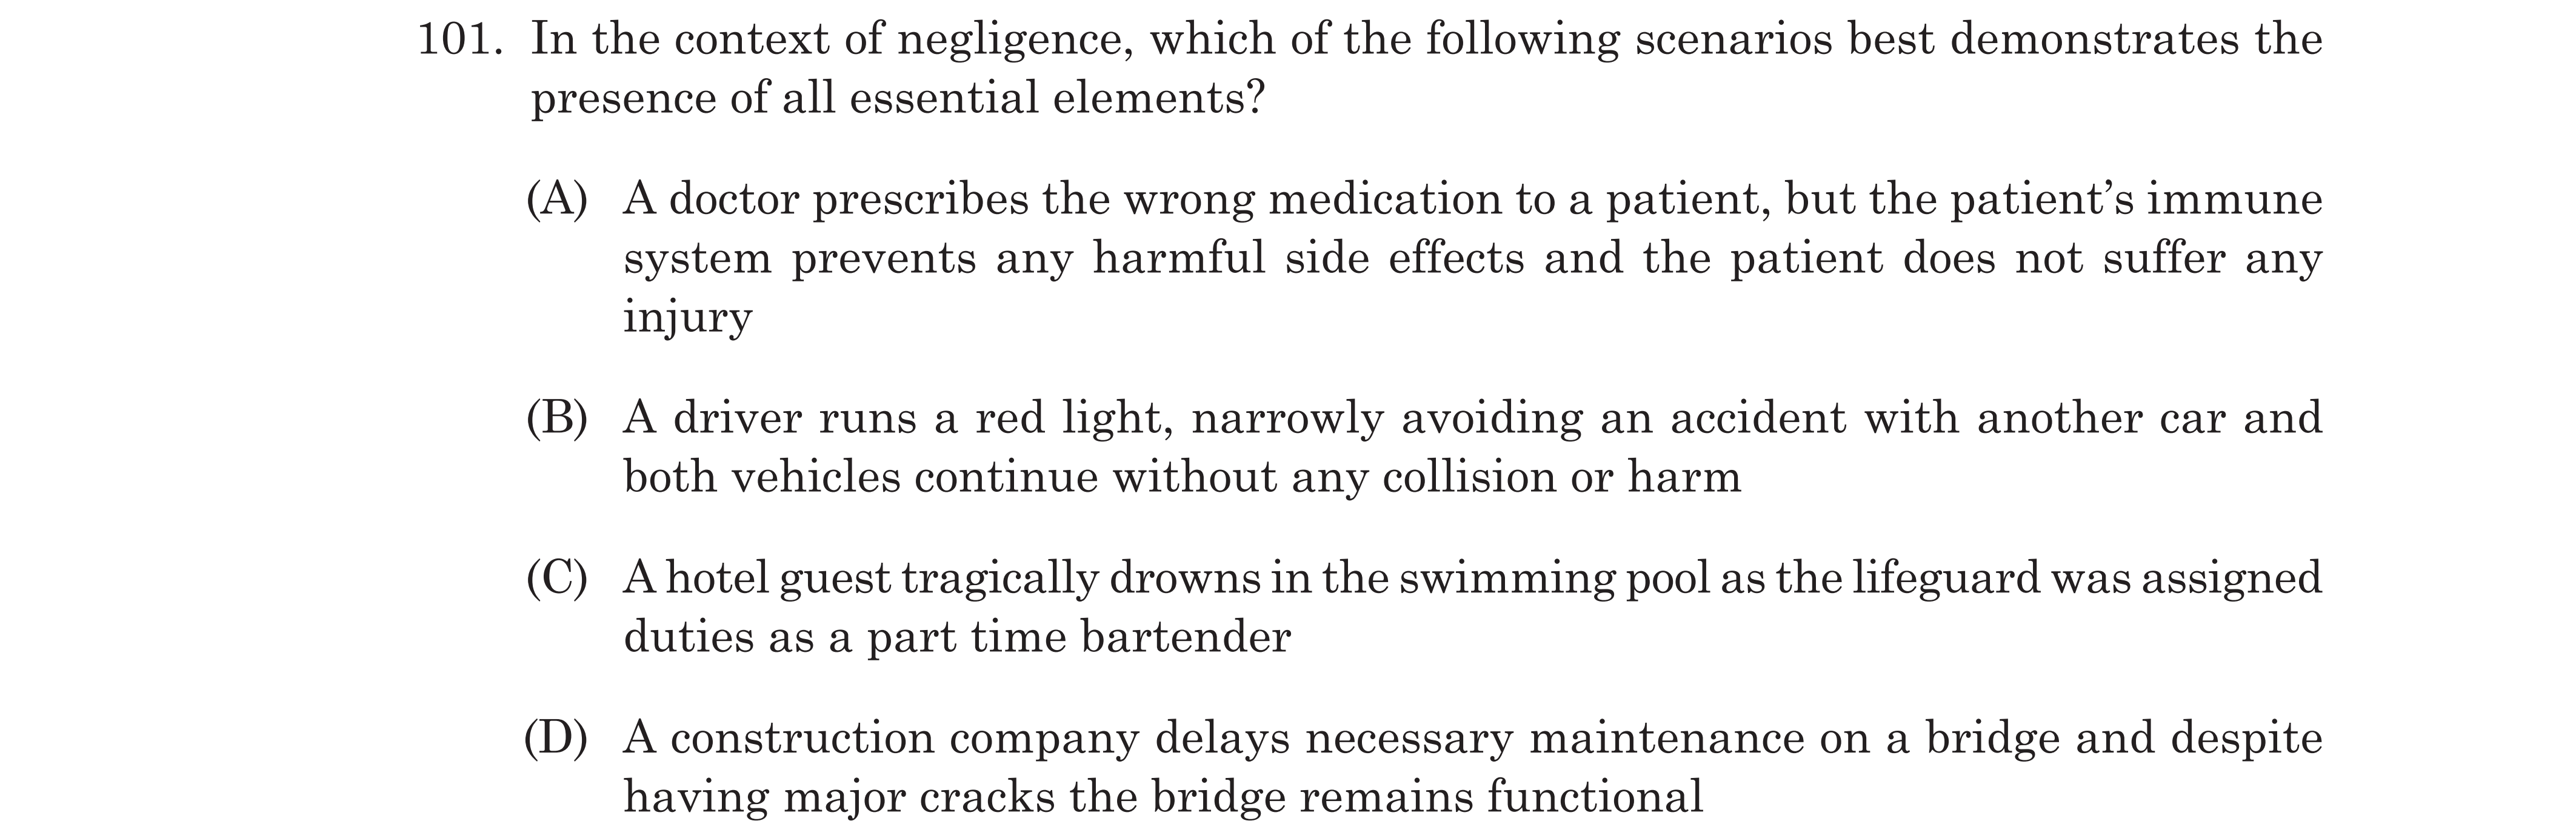 101. In the context of negligence, which of the following scenarios best demonstrates the
presence of all essential elements?
(A) A doctor prescribes the wrong medication to a patient, but the patient’s immune
system prevents any harmful side effects and the patient does not suffer any
injury
(B) A driver runs a red light, narrowly avoiding an accident with another car and
both vehicles continue without any collision or harm
(C) A hotel guest tragically drowns in the swimming pool as the lifeguard was assigned
duties as a part time bartender
(D) A construction company delays necessary maintenance on a bridge and despite
having major cracks the bridge remains functional